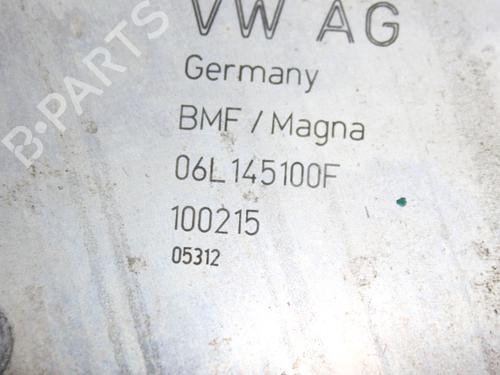 B-PARTS
VW AG
Germany
BMF / Magna
06L145100F
100215
05312